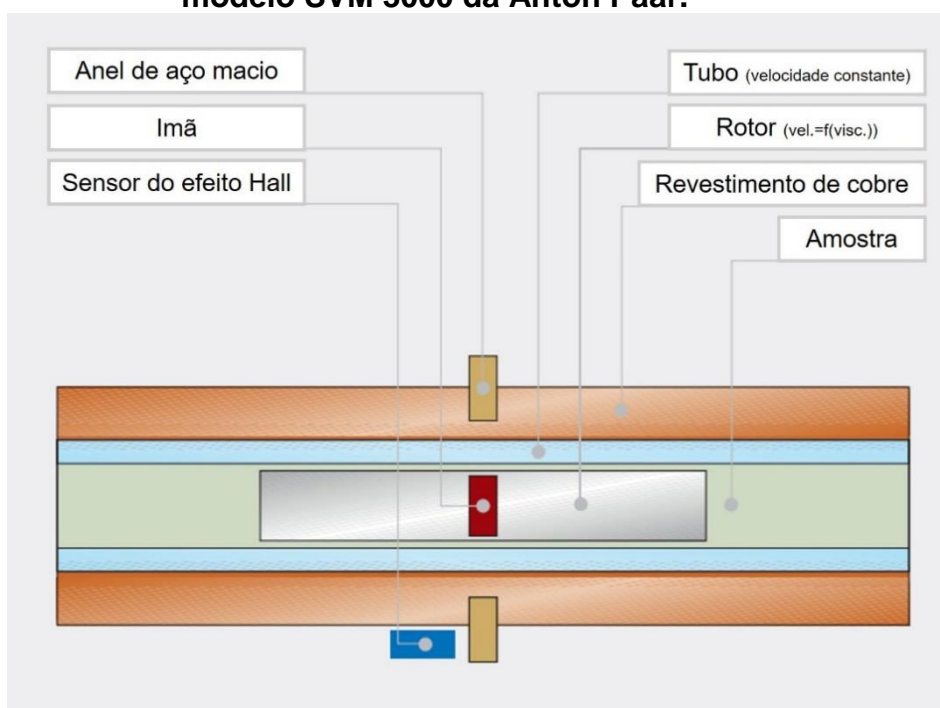 modelo SVM 3000 da Anton Paar.
Anel de aço macio
Imã
Sensor do efeito Hall
Tubo (velocidade constante)
Rotor (vel.=f(visc.))
Revestimento de cobre
Amostra